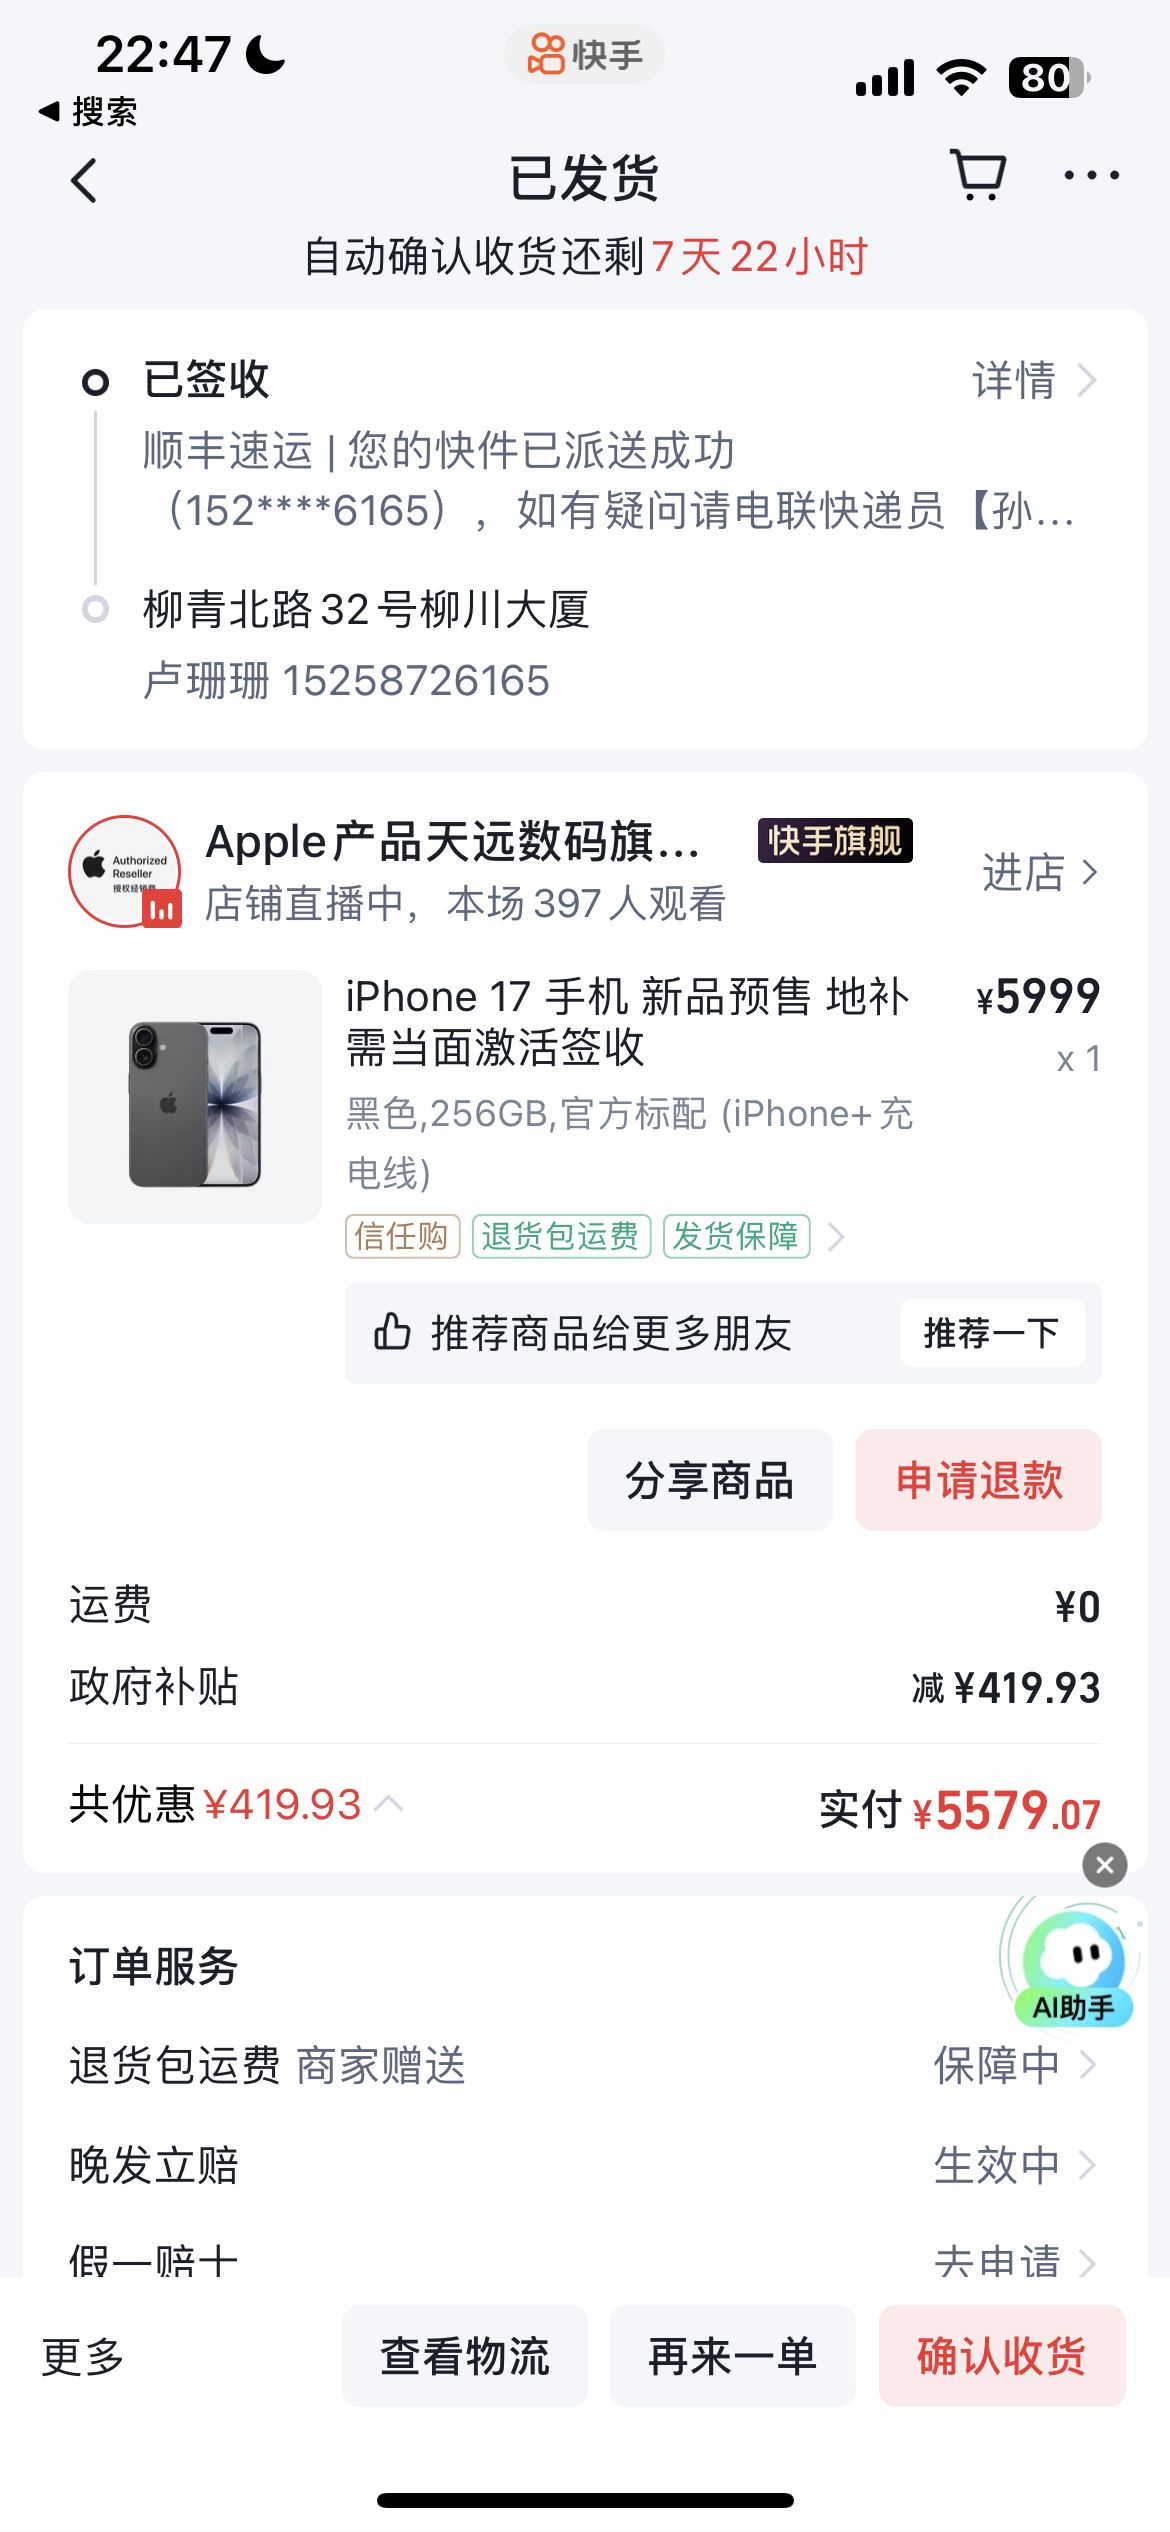 22:47
快手
80
搜索
已发货
自动确认收货还剩7天22小时
已签收
详情
顺丰速运 | 您的快件已派送成功
（152****6165），如有疑问请电联快递员【孙...
柳青北路32号柳川大厦
卢珊珊 15258726165
Authorized
Reseller
授权经销商
Apple产品天远数码旗...
快手旗舰
店铺直播中，本场397人观看
进店
iPhone 17 手机 新品预售 地补
需当面激活签收
¥5999
x 1
黑色,256GB,官方标配 (iPhone+充
电线)
信任购
退货包运费
发货保障
推荐商品给更多朋友
推荐一下
分享商品
申请退款
运费
¥0
政府补贴
减 ¥419.93
共优惠 ¥419.93
实付 ¥5579.07
订单服务
AI助手
退货包运费 商家赠送
保障中
晚发立赔
生效中
假一赔十
去申请
更多
查看物流
再来一单
确认收货